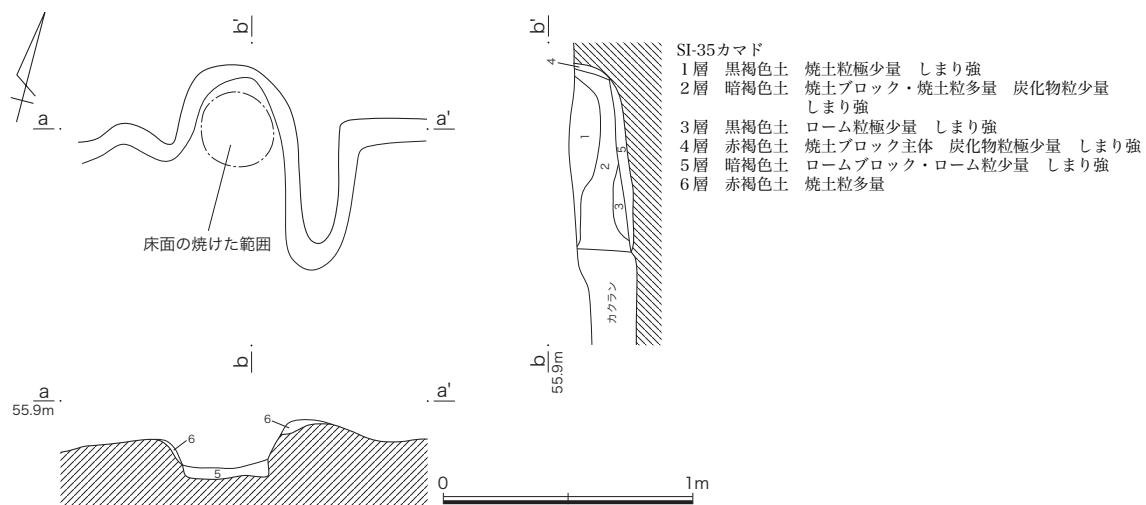 b'
a
a'
床面の焼けた範囲
b
b'
4
1
2
5
3
カクラン
b
55.9m
SI-35カマド
1層　黒褐色土　焼土粒極少量　しまり強
2層　暗褐色土　焼土ブロック・焼土粒多量　炭化物粒少量
しまり強
3層　黒褐色土　ローム粒極少量　しまり強
4層　赤褐色土　焼土ブロック主体　炭化物粒極少量　しまり強
5層　暗褐色土　ロームブロック・ローム粒少量　しまり強
6層　赤褐色土　焼土粒多量
a
55.9m
a'
6
6
5
0
1m